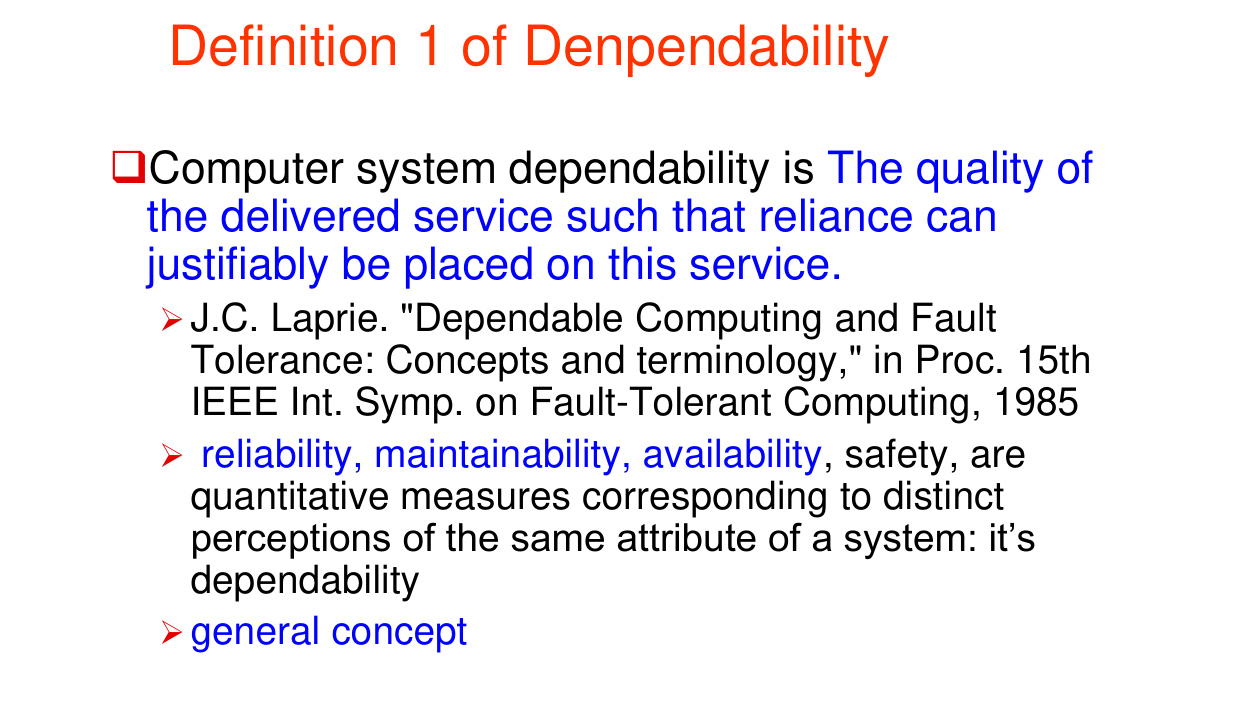 Definition 1 of Denpendability
Computer system dependability is The quality of
the delivered service such that reliance can
justifiably be placed on this service.
J.C. Laprie. "Dependable Computing and Fault
Tolerance: Concepts and terminology," in Proc. 15th
IEEE Int. Symp. on Fault-Tolerant Computing, 1985
reliability, maintainability, availability, safety, are
quantitative measures corresponding to distinct
perceptions of the same attribute of a system: it’s
dependability
general concept